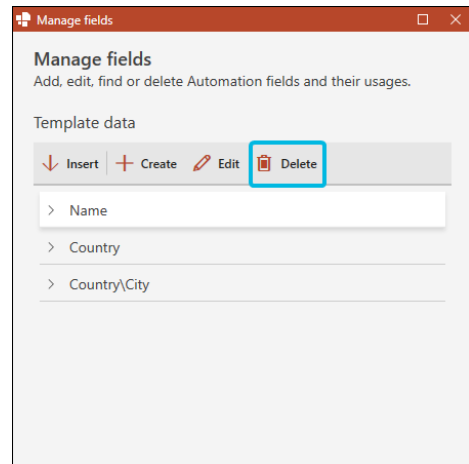 Manage fields
Manage fields
Add, edit, find or delete Automation fields and their usages.
Template data
Insert Create Edit Delete
Name
Country
Country\City